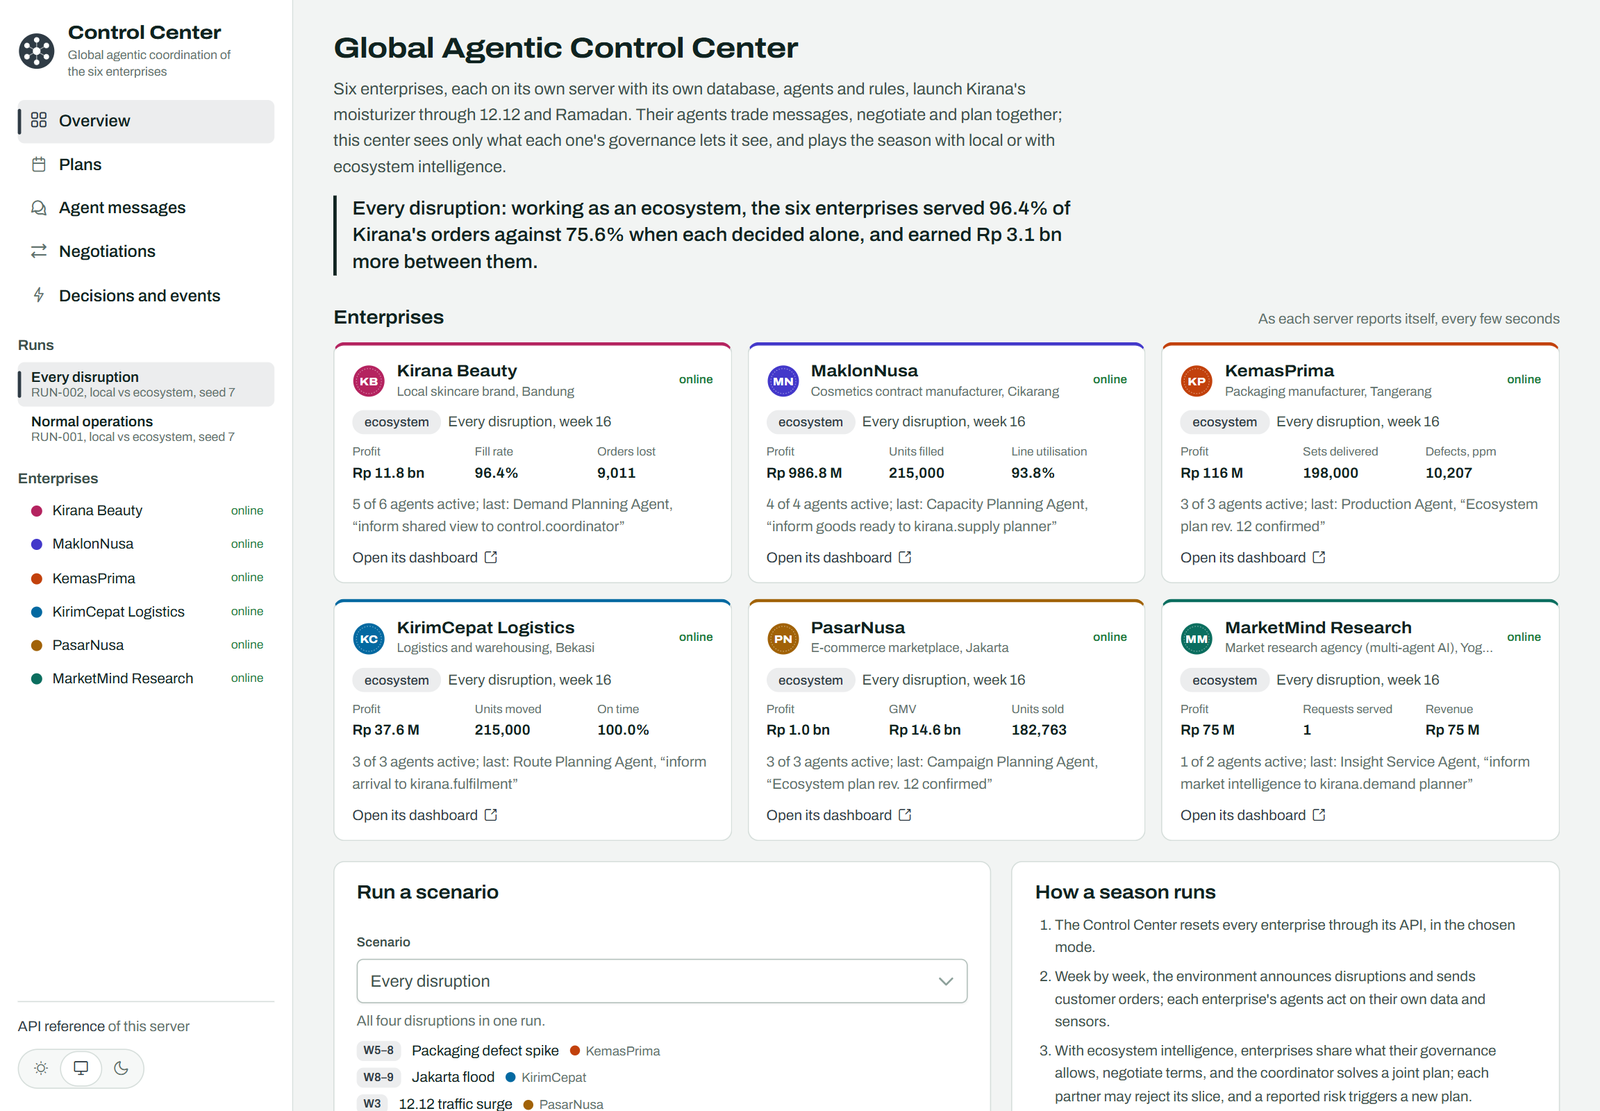 Control Center
Global agentic coordination of
the six enterprises
Overview
Plans
Agent messages
Negotiations
Decisions and events
Runs
Every disruption
RUN-002, local vs ecosystem, seed 7
Normal operations
RUN-001, local vs ecosystem, seed 7
Enterprises
Kirana Beauty online
MaklonNusa online
KemasPrima online
KirimCepat Logistics online
PasarNusa online
MarketMind Research online
API reference of this server
Global Agentic Control Center
Six enterprises, each on its own server with its own database, agents and rules, launch Kirana's
moisturizer through 12.12 and Ramadan. Their agents trade messages, negotiate and plan together;
this center sees only what each one's governance lets it see, and plays the season with local or with
ecosystem intelligence.
Every disruption: working as an ecosystem, the six enterprises served 96.4% of
Kirana's orders against 75.6% when each decided alone, and earned Rp 3.1 bn
more between them.
Enterprises
As each server reports itself, every few seconds
KB
Kirana Beauty
Local skincare brand, Bandung
online
ecosystem Every disruption, week 16
Profit Fill rate Orders lost
Rp 11.8 bn 96.4% 9,011
5 of 6 agents active; last: Demand Planning Agent,
“inform shared view to control.coordinator”
Open its dashboard
MN
MaklonNusa
Cosmetics contract manufacturer, Cikarang
online
ecosystem Every disruption, week 16
Profit Units filled Line utilisation
Rp 986.8 M 215,000 93.8%
4 of 4 agents active; last: Capacity Planning Agent,
“inform goods ready to kirana.supply planner”
Open its dashboard
KP
KemasPrima
Packaging manufacturer, Tangerang
online
ecosystem Every disruption, week 16
Profit Sets delivered Defects, ppm
Rp 116 M 198,000 10,207
3 of 3 agents active; last: Production Agent, “Ecosystem
plan rev. 12 confirmed”
Open its dashboard
KC
KirimCepat Logistics
Logistics and warehousing, Bekasi
online
ecosystem Every disruption, week 16
Profit Units moved On time
Rp 37.6 M 215,000 100.0%
3 of 3 agents active; last: Route Planning Agent, “inform
arrival to kirana.fulfilment”
Open its dashboard
PN
PasarNusa
E-commerce marketplace, Jakarta
online
ecosystem Every disruption, week 16
Profit GMV Units sold
Rp 1.0 bn Rp 14.6 bn 182,763
3 of 3 agents active; last: Campaign Planning Agent,
“Ecosystem plan rev. 12 confirmed”
Open its dashboard
MM
MarketMind Research
Market research agency (multi-agent AI), Yog...
online
ecosystem Every disruption, week 16
Profit Requests served Revenue
Rp 75 M 1 Rp 75 M
1 of 2 agents active; last: Insight Service Agent, “inform
market intelligence to kirana.demand planner”
Open its dashboard
Run a scenario
Scenario
Every disruption
All four disruptions in one run.
W5–8 Packaging defect spike KemasPrima
W8–9 Jakarta flood KirimCepat
W3 12.12 traffic surge PasarNusa
How a season runs
1. The Control Center resets every enterprise through its API, in the chosen
mode.
2. Week by week, the environment announces disruptions and sends
customer orders; each enterprise's agents act on their own data and
sensors.
3. With ecosystem intelligence, enterprises share what their governance
allows, negotiate terms, and the coordinator solves a joint plan; each
partner may reject its slice, and a reported risk triggers a new plan.